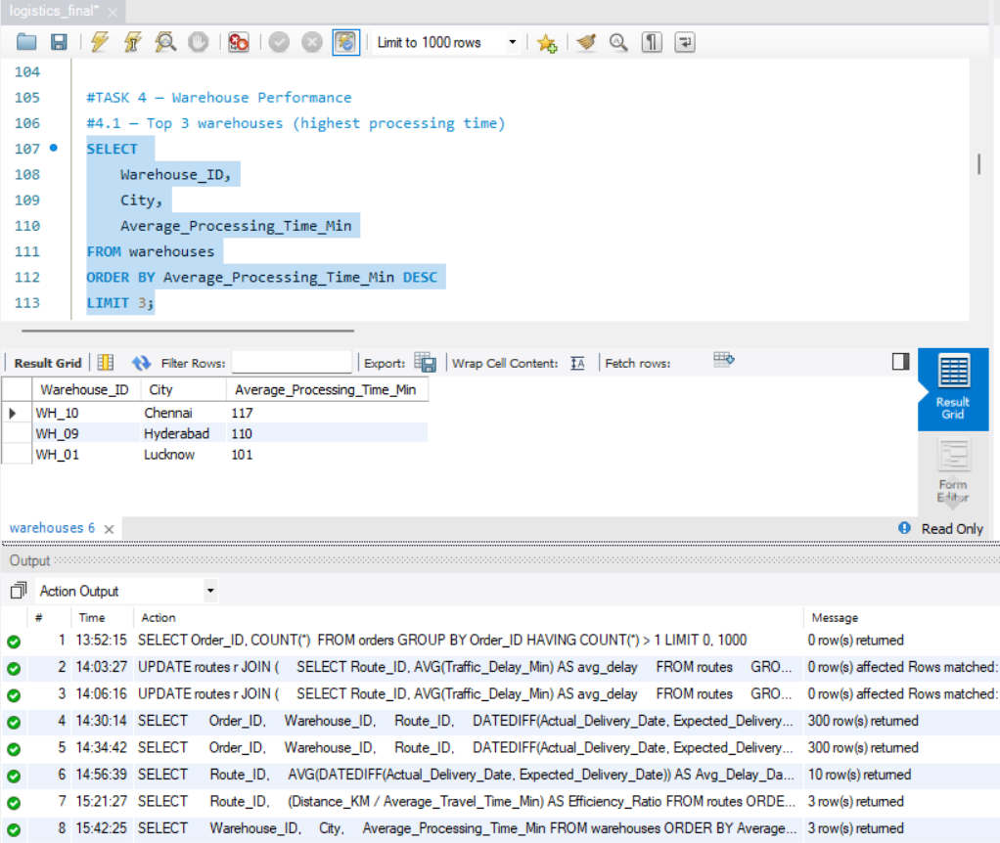 logistics_final*
Limit to 1000 rows
104
105 #TASK 4 — Warehouse Performance
106 #4.1 — Top 3 warehouses (highest processing time)
107 SELECT
108 Warehouse_ID,
109 City,
110 Average_Processing_Time_Min
111 FROM warehouses
112 ORDER BY Average_Processing_Time_Min DESC
113 LIMIT 3;
Result Grid Filter Rows: Export: Wrap Cell Content: Fetch rows:
Warehouse_ID City Average_Processing_Time_Min
WH_10 Chennai 117
WH_09 Hyderabad 110
WH_01 Lucknow 101
Result
Grid
Form
Editor
warehouses 6 Read Only
Output
Action Output
# Time Action Message
1 13:52:15 SELECT Order_ID, COUNT(*) FROM orders GROUP BY Order_ID HAVING COUNT(*) > 1 LIMIT 0, 1000 0 row(s) returned
2 14:03:27 UPDATE routes r JOIN ( SELECT Route_ID, AVG(Traffic_Delay_Min) AS avg_delay FROM routes GRO... 0 row(s) affected Rows matched:
3 14:06:16 UPDATE routes r JOIN ( SELECT Route_ID, AVG(Traffic_Delay_Min) AS avg_delay FROM routes GRO... 0 row(s) affected Rows matched:
4 14:30:14 SELECT Order_ID, Warehouse_ID, Route_ID, DATEDIFF(Actual_Delivery_Date, Expected_Delivery... 300 row(s) returned
5 14:34:42 SELECT Order_ID, Warehouse_ID, Route_ID, DATEDIFF(Actual_Delivery_Date, Expected_Delivery... 300 row(s) returned
6 14:56:39 SELECT Route_ID, AVG(DATEDIFF(Actual_Delivery_Date, Expected_Delivery_Date)) AS Avg_Delay_Da... 10 row(s) returned
7 15:21:27 SELECT Route_ID, (Distance_KM / Average_Travel_Time_Min) AS Efficiency_Ratio FROM routes ORDE... 3 row(s) returned
8 15:42:25 SELECT Warehouse_ID, City, Average_Processing_Time_Min FROM warehouses ORDER BY Average... 3 row(s) returned